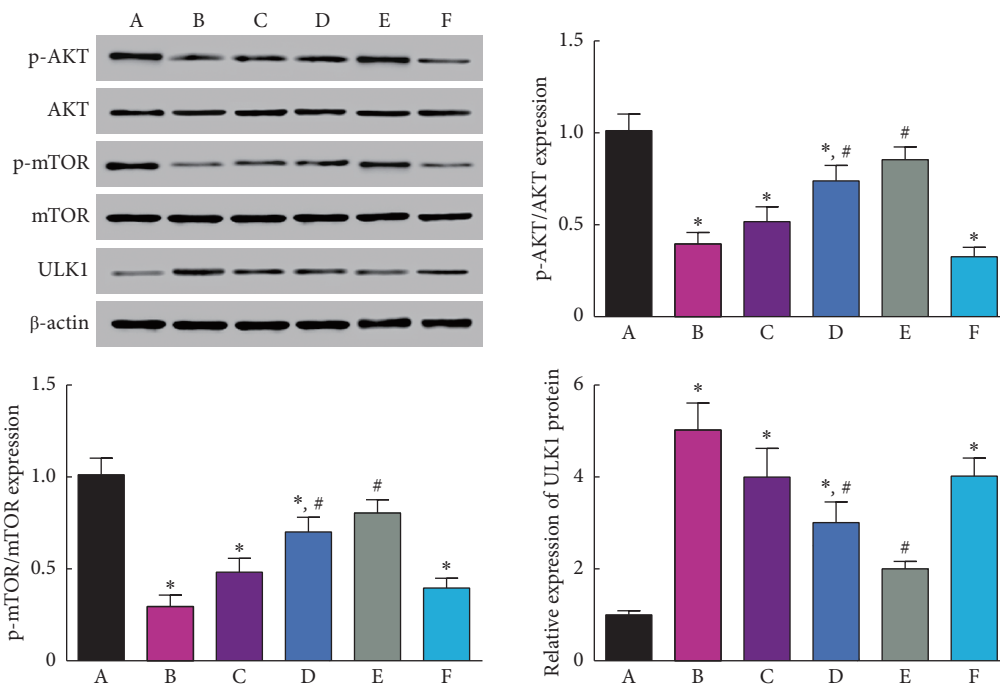 A B C D E F
p-AKT
AKT
p-mTOR
mTOR
ULK1
β-actin
p-AKT/AKT expression
1.5
1.0
0.5
0
*
*
*, #
#
*
A B C D E F
p-mTOR/mTOR expression
1.5
1.0
0.5
0
*
*
*, #
#
*
A B C D E F
Relative expression of ULK1 protein
6
4
2
0
*
*
*, #
#
*
A B C D E F